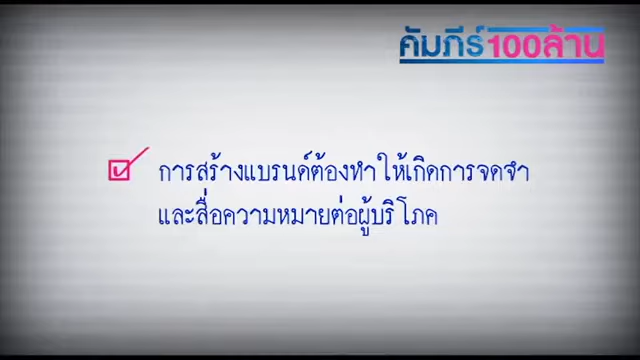 คัมภีร์100ล้าน
การสร้างแบรนด์ต้องทำให้เกิดการจดจำ
และสื่อความหมายต่อผู้บริโภค